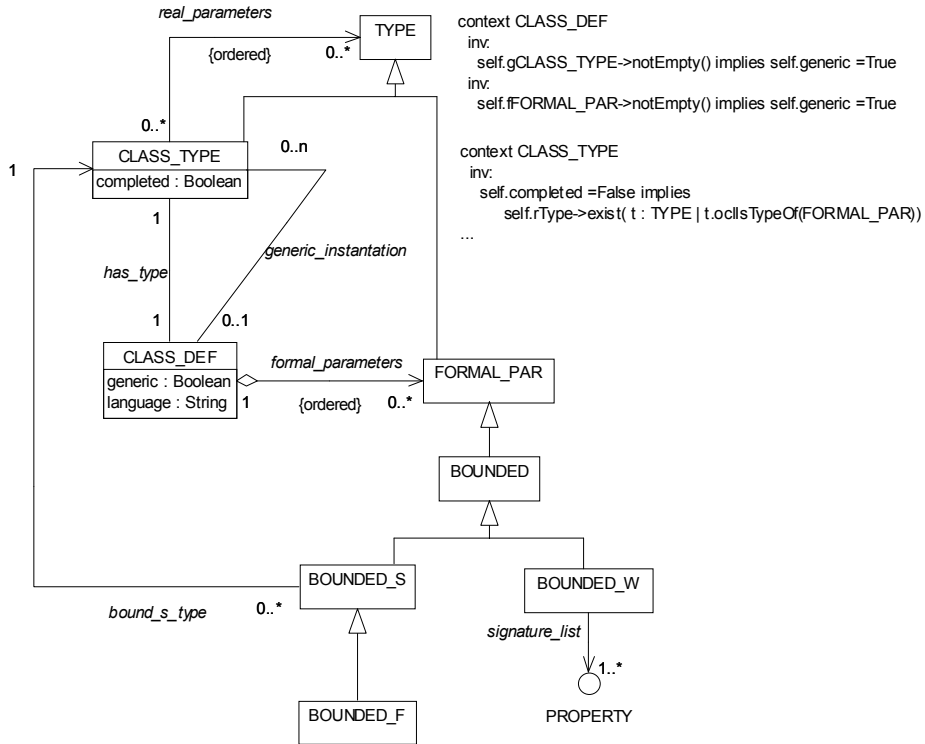 real_parameters
TYPE
{ordered}
0..*
context CLASS_DEF
inv:
self.gCLASS_TYPE->notEmpty() implies self.generic =True
inv:
self.fFORMAL_PAR->notEmpty() implies self.generic =True
0..*
0..n
CLASS_TYPE
completed : Boolean
1
context CLASS_TYPE
inv:
self.completed =False implies
self.rType->exist( t : TYPE | t.oclIsTypeOf(FORMAL_PAR))
...
1
generic_instantation
has_type
1
0..1
CLASS_DEF
generic : Boolean
language : String
formal_parameters
1
{ordered}
0..*
FORMAL_PAR
BOUNDED
BOUNDED_S
BOUNDED_W
bound_s_type
0..*
signature_list
1..*
PROPERTY
BOUNDED_F